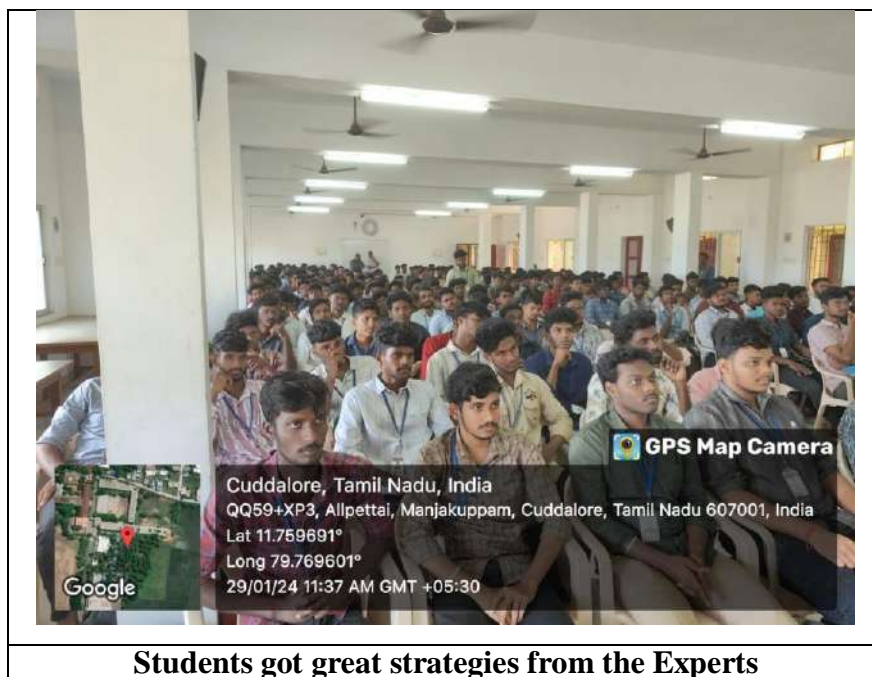 GPS Map Camera
Cuddalore, Tamil Nadu, India
QQ59+XP3, Allpettai, Manjakuppam, Cuddalore, Tamil Nadu 607001, India
Lat 11.759691°
Long 79.769601°
29/01/24 11:37 AM GMT +05:30
Google
Students got great strategies from the Experts